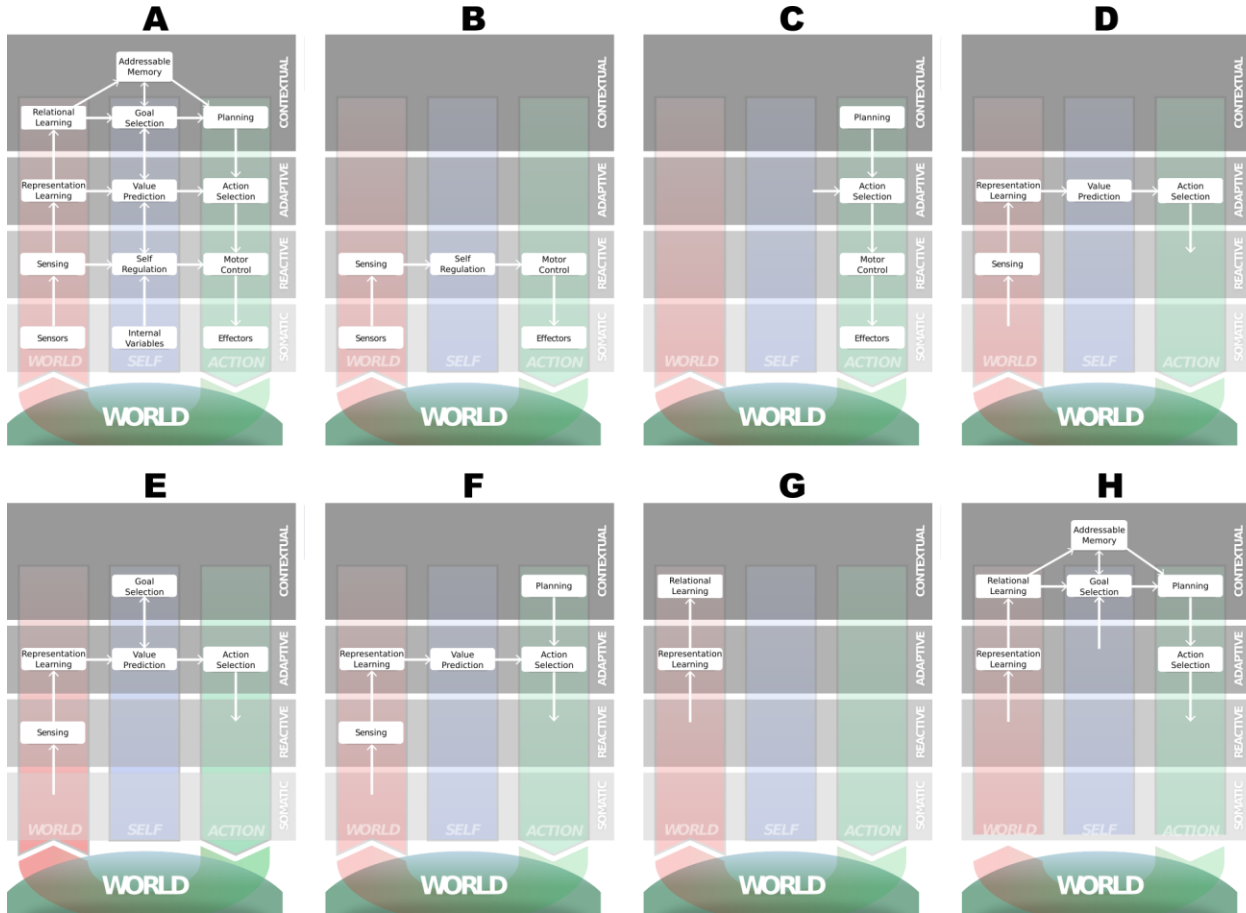 A
Addressable
Memory
Relational
Learning
Goal
Selection
Planning
Representation
Learning
Value
Prediction
Action
Selection
Sensing
Self
Regulation
Motor
Control
Sensors
Internal
Variables
Effectors
WORLD
SELF
ACTION
CONTEXTUAL
ADAPTIVE
REACTIVE
SOMATIC
WORLD
B
Sensing
Self
Regulation
Motor
Control
Sensors
Effectors
WORLD
SELF
ACTION
CONTEXTUAL
ADAPTIVE
REACTIVE
SOMATIC
WORLD
C
Planning
Action
Selection
Motor
Control
Effectors
WORLD
SELF
ACTION
CONTEXTUAL
ADAPTIVE
REACTIVE
SOMATIC
WORLD
D
Representation
Learning
Value
Prediction
Action
Selection
Sensing
WORLD
SELF
ACTION
CONTEXTUAL
ADAPTIVE
REACTIVE
SOMATIC
WORLD
E
Goal
Selection
Representation
Learning
Value
Prediction
Action
Selection
Sensing
WORLD
SELF
ACTION
CONTEXTUAL
ADAPTIVE
REACTIVE
SOMATIC
WORLD
F
Planning
Representation
Learning
Value
Prediction
Action
Selection
Sensing
WORLD
SELF
ACTION
CONTEXTUAL
ADAPTIVE
REACTIVE
SOMATIC
WORLD
G
Relational
Learning
Representation
Learning
WORLD
SELF
ACTION
CONTEXTUAL
ADAPTIVE
REACTIVE
SOMATIC
WORLD
H
Addressable
Memory
Relational
Learning
Goal
Selection
Planning
Representation
Learning
Action
Selection
WORLD
SELF
ACTION
CONTEXTUAL
ADAPTIVE
REACTIVE
SOMATIC
WORLD